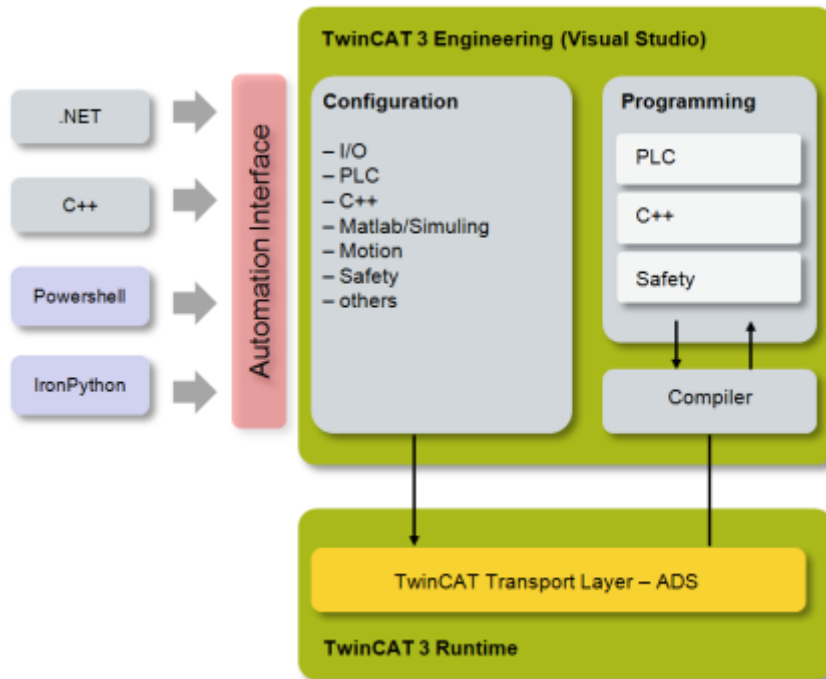 TwinCAT 3 Engineering (Visual Studio)
.NET
C++
Powershell
IronPython
Automation Interface
Configuration
– I/O
– PLC
– C++
– Matlab/Simuling
– Motion
– Safety
– others
Programming
PLC
C++
Safety
Compiler
TwinCAT Transport Layer – ADS
TwinCAT 3 Runtime